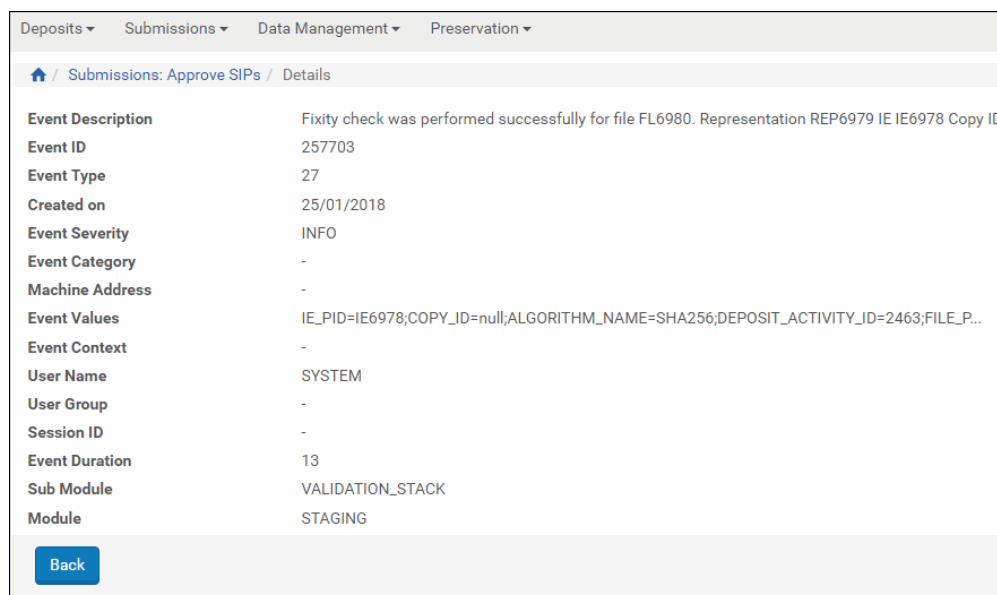 Deposits Submissions Data Management Preservation
/ Submissions: Approve SIPs / Details
Event Description Fixity check was performed successfully for file FL6980. Representation REP6979 IE IE6978 Copy ID
Event ID 257703
Event Type 27
Created on 25/01/2018
Event Severity INFO
Event Category -
Machine Address -
Event Values IE_PID=IE6978;COPY_ID=null;ALGORITHM_NAME=SHA256;DEPOSIT_ACTIVITY_ID=2463;FILE_P...
Event Context -
User Name SYSTEM
User Group -
Session ID -
Event Duration 13
Sub Module VALIDATION_STACK
Module STAGING
Back